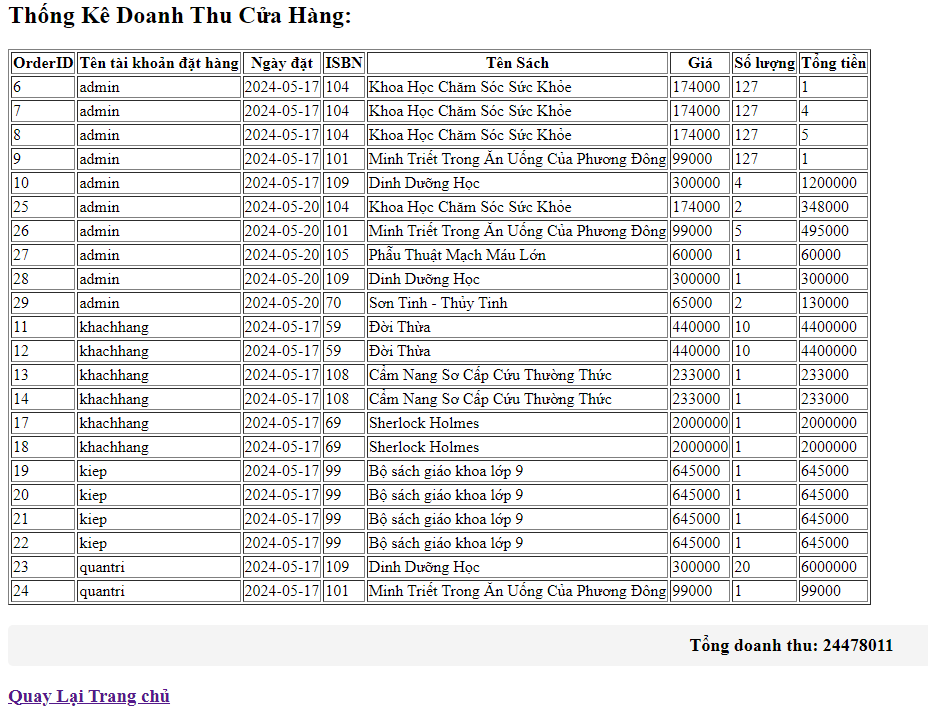 Thống Kê Doanh Thu Cửa Hàng:
OrderID Tên tài khoản đặt hàng Ngày đặt ISBN Tên Sách Giá Số lượng Tổng tiền
6 admin 2024-05-17 104 Khoa Học Chăm Sóc Sức Khỏe 174000 127 1
7 admin 2024-05-17 104 Khoa Học Chăm Sóc Sức Khỏe 174000 127 4
8 admin 2024-05-17 104 Khoa Học Chăm Sóc Sức Khỏe 174000 127 5
9 admin 2024-05-17 101 Minh Triết Trong Ăn Uống Của Phương Đông 99000 127 1
10 admin 2024-05-17 109 Dinh Dưỡng Học 300000 4 1200000
25 admin 2024-05-20 104 Khoa Học Chăm Sóc Sức Khỏe 174000 2 348000
26 admin 2024-05-20 101 Minh Triết Trong Ăn Uống Của Phương Đông 99000 5 495000
27 admin 2024-05-20 105 Phẫu Thuật Mạch Máu Lớn 60000 1 60000
28 admin 2024-05-20 109 Dinh Dưỡng Học 300000 1 300000
29 admin 2024-05-20 70 Sơn Tinh - Thủy Tinh 65000 2 130000
11 khachhang 2024-05-17 59 Đời Thừa 440000 10 4400000
12 khachhang 2024-05-17 59 Đời Thừa 440000 10 4400000
13 khachhang 2024-05-17 108 Cẩm Nang Sơ Cấp Cứu Thường Thức 233000 1 233000
14 khachhang 2024-05-17 108 Cẩm Nang Sơ Cấp Cứu Thường Thức 233000 1 233000
17 khachhang 2024-05-17 69 Sherlock Holmes 2000000 1 2000000
18 khachhang 2024-05-17 69 Sherlock Holmes 2000000 1 2000000
19 kiep 2024-05-17 99 Bộ sách giáo khoa lớp 9 645000 1 645000
20 kiep 2024-05-17 99 Bộ sách giáo khoa lớp 9 645000 1 645000
21 kiep 2024-05-17 99 Bộ sách giáo khoa lớp 9 645000 1 645000
22 kiep 2024-05-17 99 Bộ sách giáo khoa lớp 9 645000 1 645000
23 quantri 2024-05-17 109 Dinh Dưỡng Học 300000 20 6000000
24 quantri 2024-05-17 101 Minh Triết Trong Ăn Uống Của Phương Đông 99000 1 99000
Tổng doanh thu: 24478011
Quay Lại Trang chủ